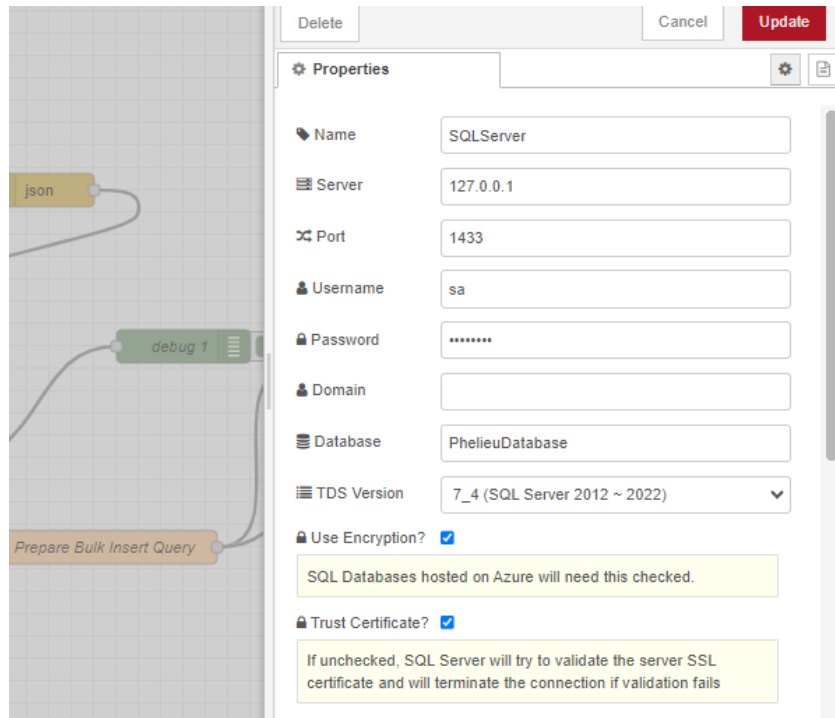 Delete
Cancel
Update
Properties
Name
SQLServer
Server
127.0.0.1
json
Port
1433
Username
sa
Password
••••••••
debug 1
Domain
Database
PhelieuDatabase
TDS Version
7_4 (SQL Server 2012 ~ 2022)
Use Encryption?
Prepare Bulk Insert Query
SQL Databases hosted on Azure will need this checked.
Trust Certificate?
If unchecked, SQL Server will try to validate the server SSL
certificate and will terminate the connection if validation fails